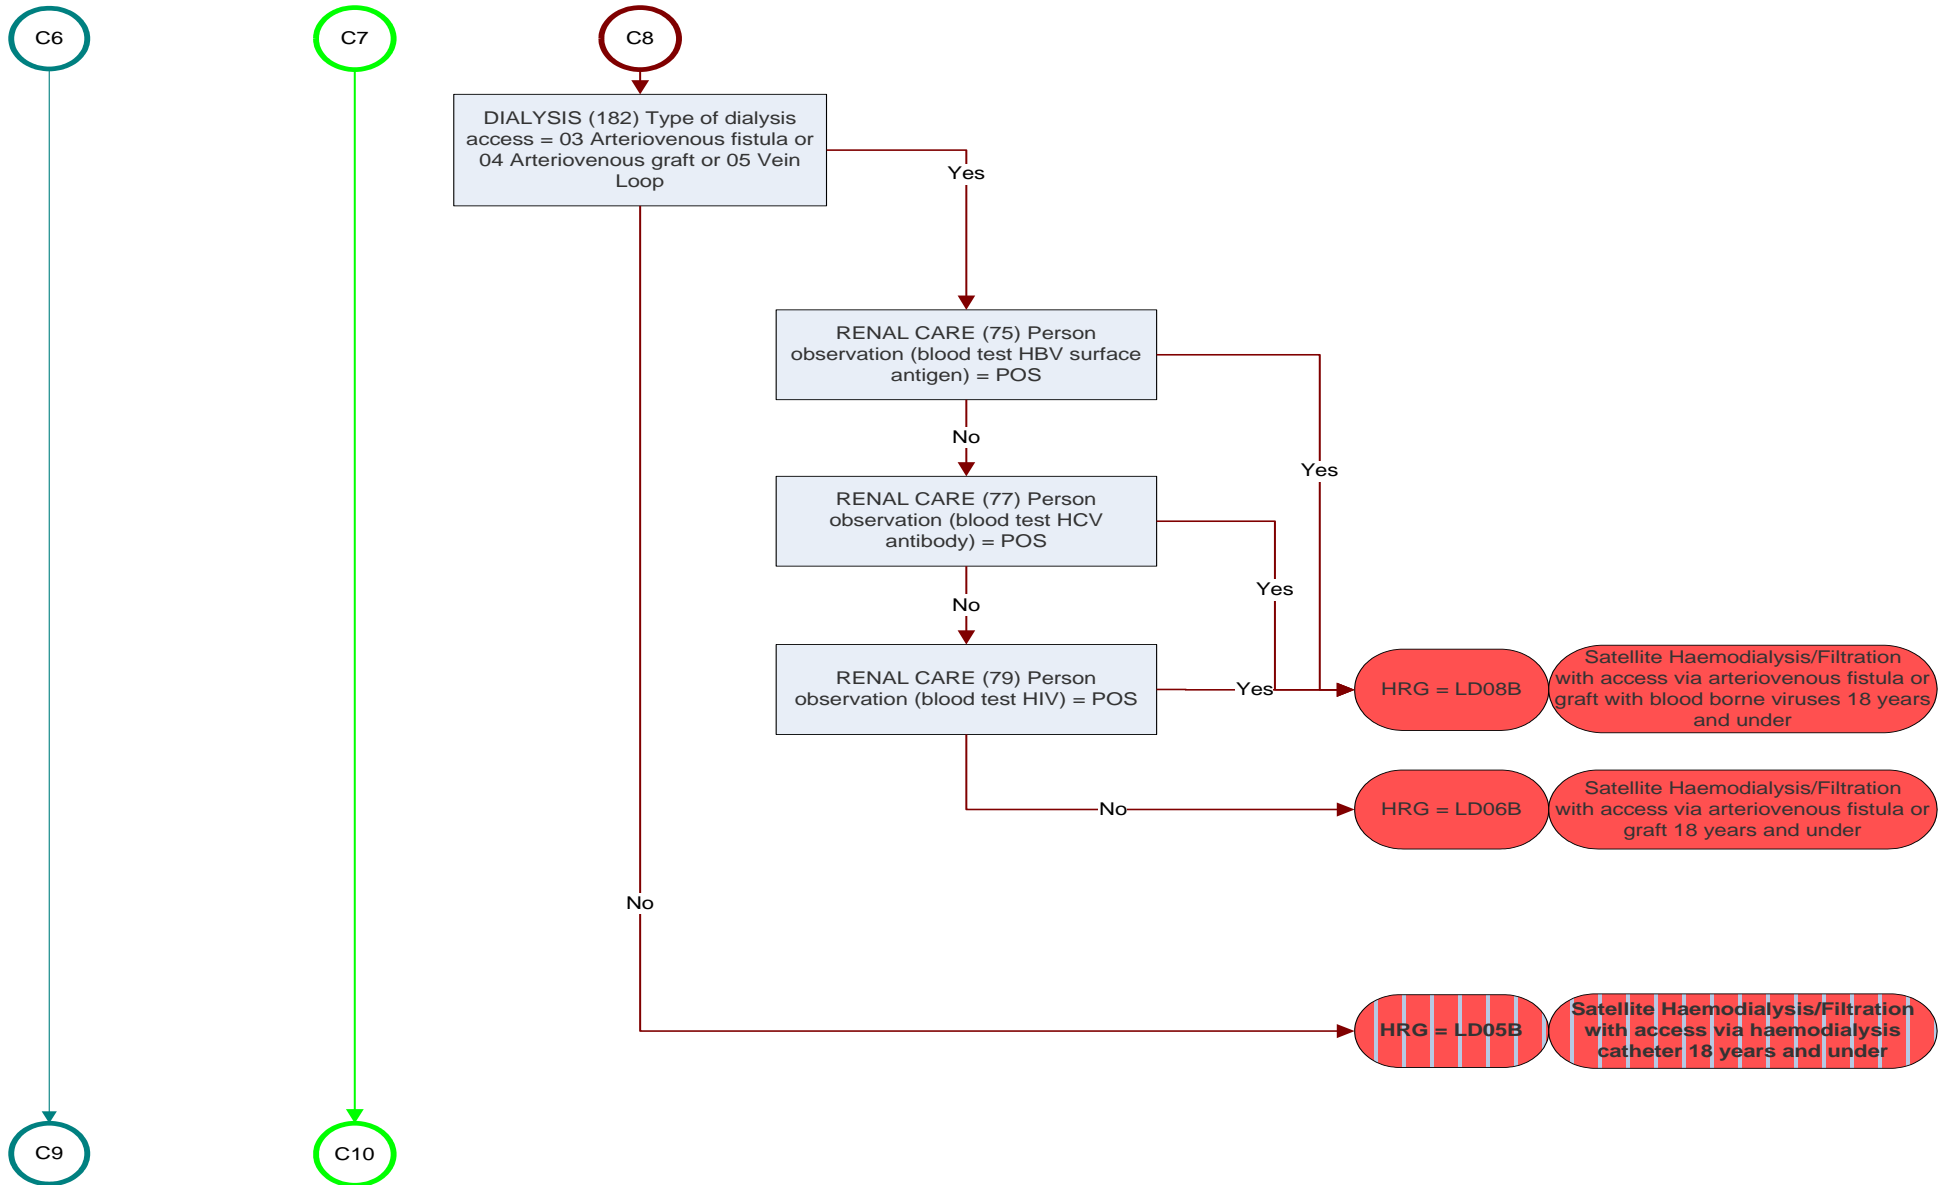 C6
C7
C8
DIALYSIS (182) Type of dialysis
access = 03 Arteriovenous fistula or
04 Arteriovenous graft or 05 Vein
Loop
Yes
RENAL CARE (75) Person
observation (blood test HBV surface
antigen) = POS
No
Yes
RENAL CARE (77) Person
observation (blood test HCV
antibody) = POS
Yes
No
RENAL CARE (79) Person
observation (blood test HIV) = POS
Yes
HRG = LD08B
Satellite Haemodialysis/Filtration
with access via arteriovenous fistula or
graft with blood borne viruses 18 years
and under
No
HRG = LD06B
Satellite Haemodialysis/Filtration
with access via arteriovenous fistula or
graft 18 years and under
No
HRG = LD05B
Satellite Haemodialysis/Filtration
with access via haemodialysis
catheter 18 years and under
C9
C10